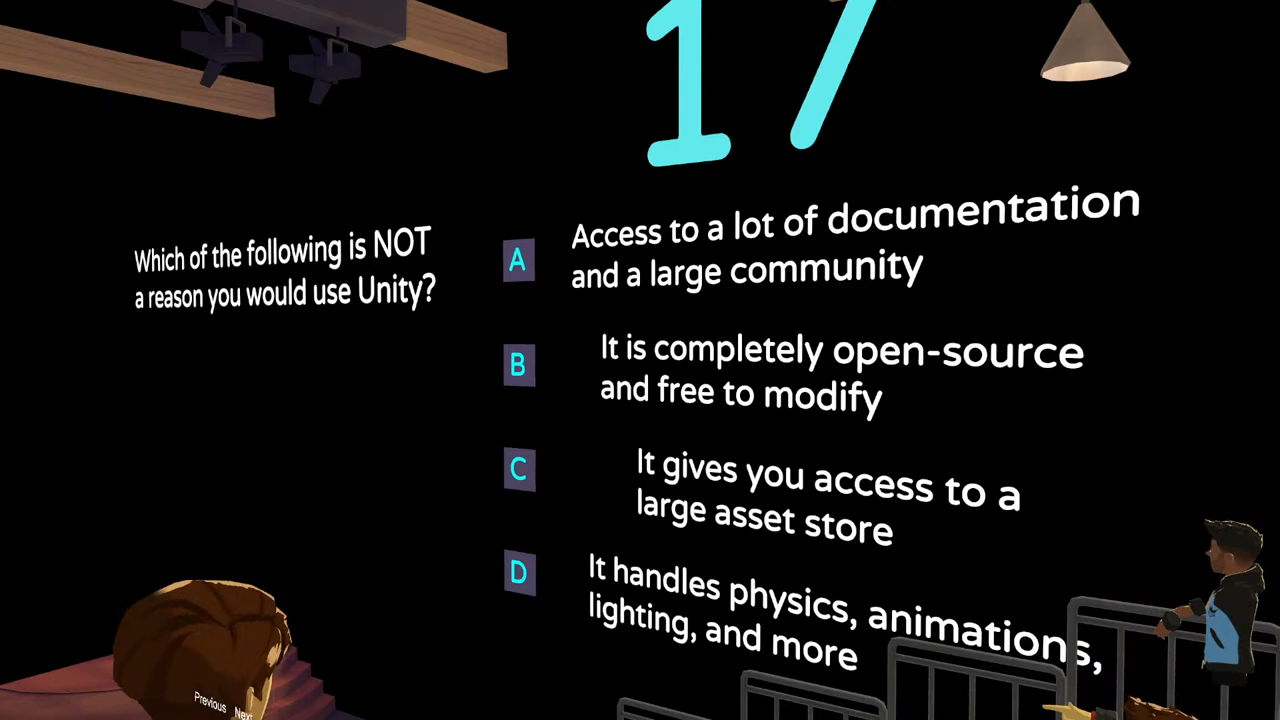 17
Which of the following is NOT
a reason you would use Unity?
A
Access to a lot of documentation
and a large community
B
It is completely open-source
and free to modify
C
It gives you access to a
large asset store
D
It handles physics, animations,
lighting, and more
Previous Next